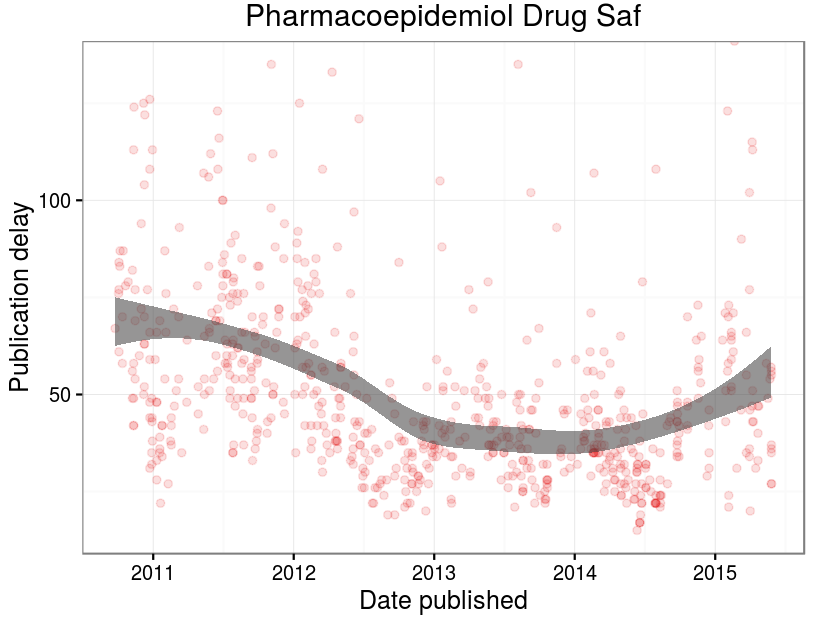 Pharmacoepidemiol Drug Saf
Publication delay
100
50
2011 2012 2013 2014 2015
Date published